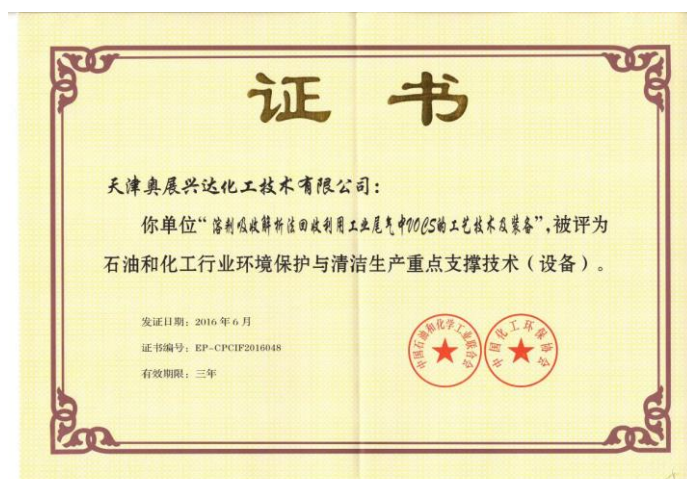 证 书
天津奥展兴达化工技术有限公司：
你单位“溶剂吸收解析法回收利用工业尾气中VOCS的工艺技术及装备”，被评为
石油和化工行业环境保护与清洁生产重点支撑技术（设备）。
发证日期：2016 年 6 月
证书编号：EP-CPCIF2016048
有效期限：三年
中国石油和化学工业联合会
中国化工环保协会